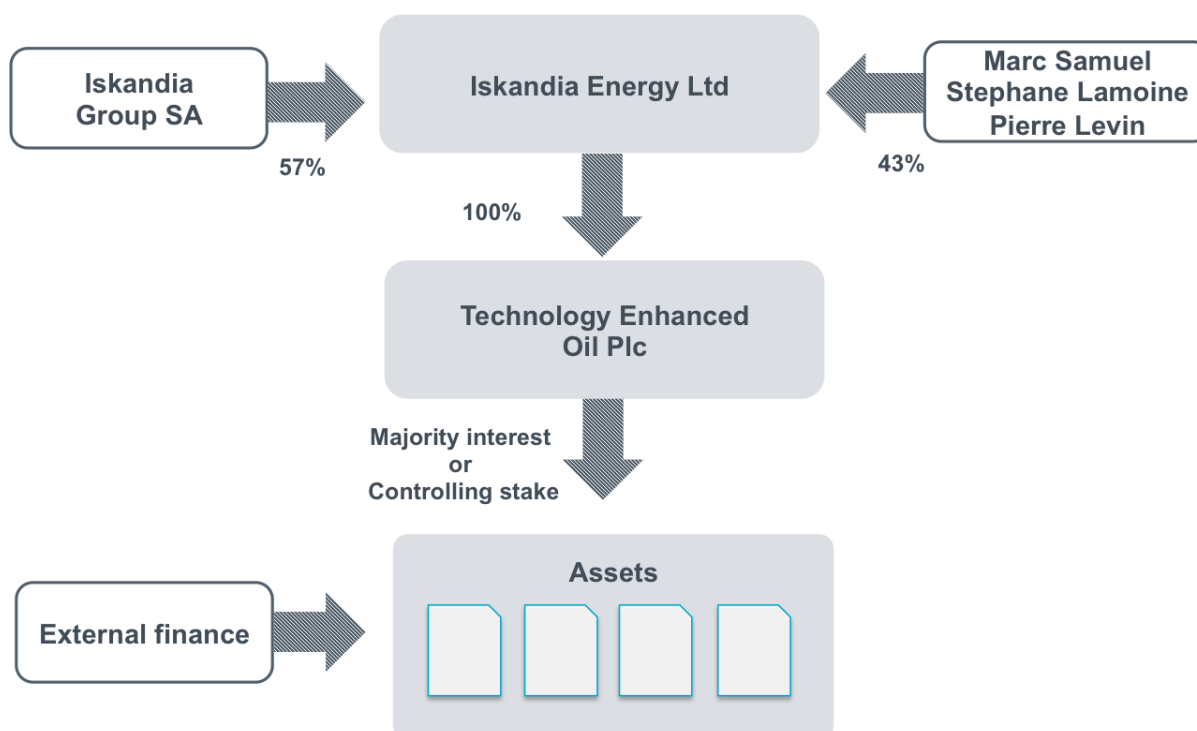 Iskandia
Group SA
57%
Iskandia Energy Ltd
Marc Samuel
Stephane Lamoine
Pierre Levin
43%
100%
Technology Enhanced
Oil Plc
Majority interest
or
Controlling stake
Assets
External finance